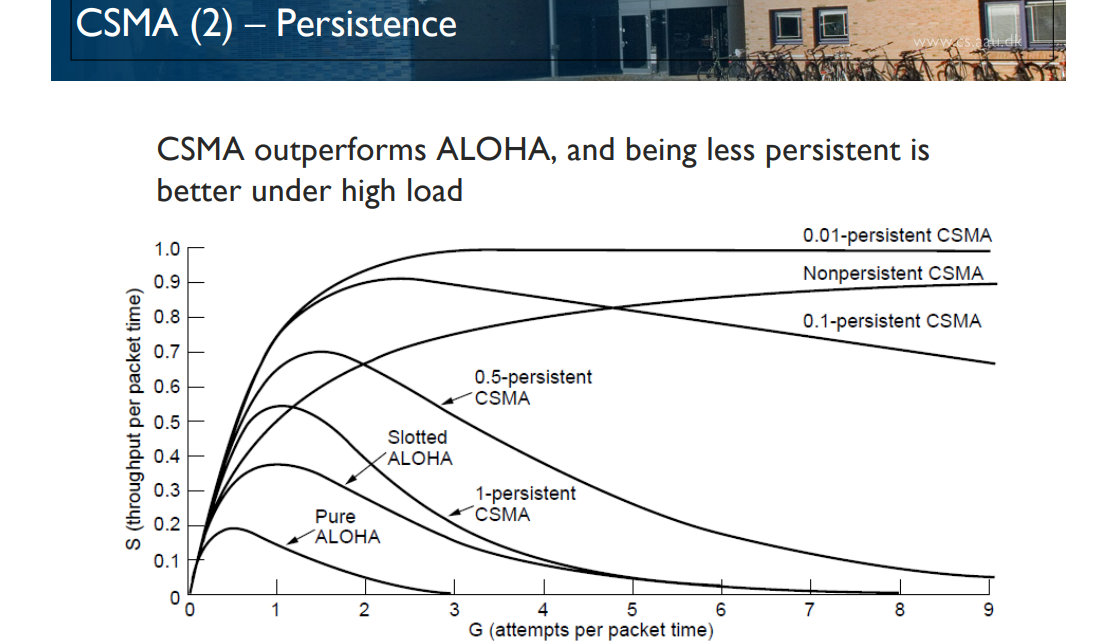 CSMA (2) – Persistence
www.cs.aau.dk
CSMA outperforms ALOHA, and being less persistent is
better under high load
0.01-persistent CSMA
Nonpersistent CSMA
0.1-persistent CSMA
0.5-persistent
CSMA
Slotted
ALOHA
1-persistent
CSMA
Pure
ALOHA
S (throughput per packet time)
1.0
0.9
0.8
0.7
0.6
0.5
0.4
0.3
0.2
0.1
0
0 1 2 3 4 5 6 7 8 9
G (attempts per packet time)